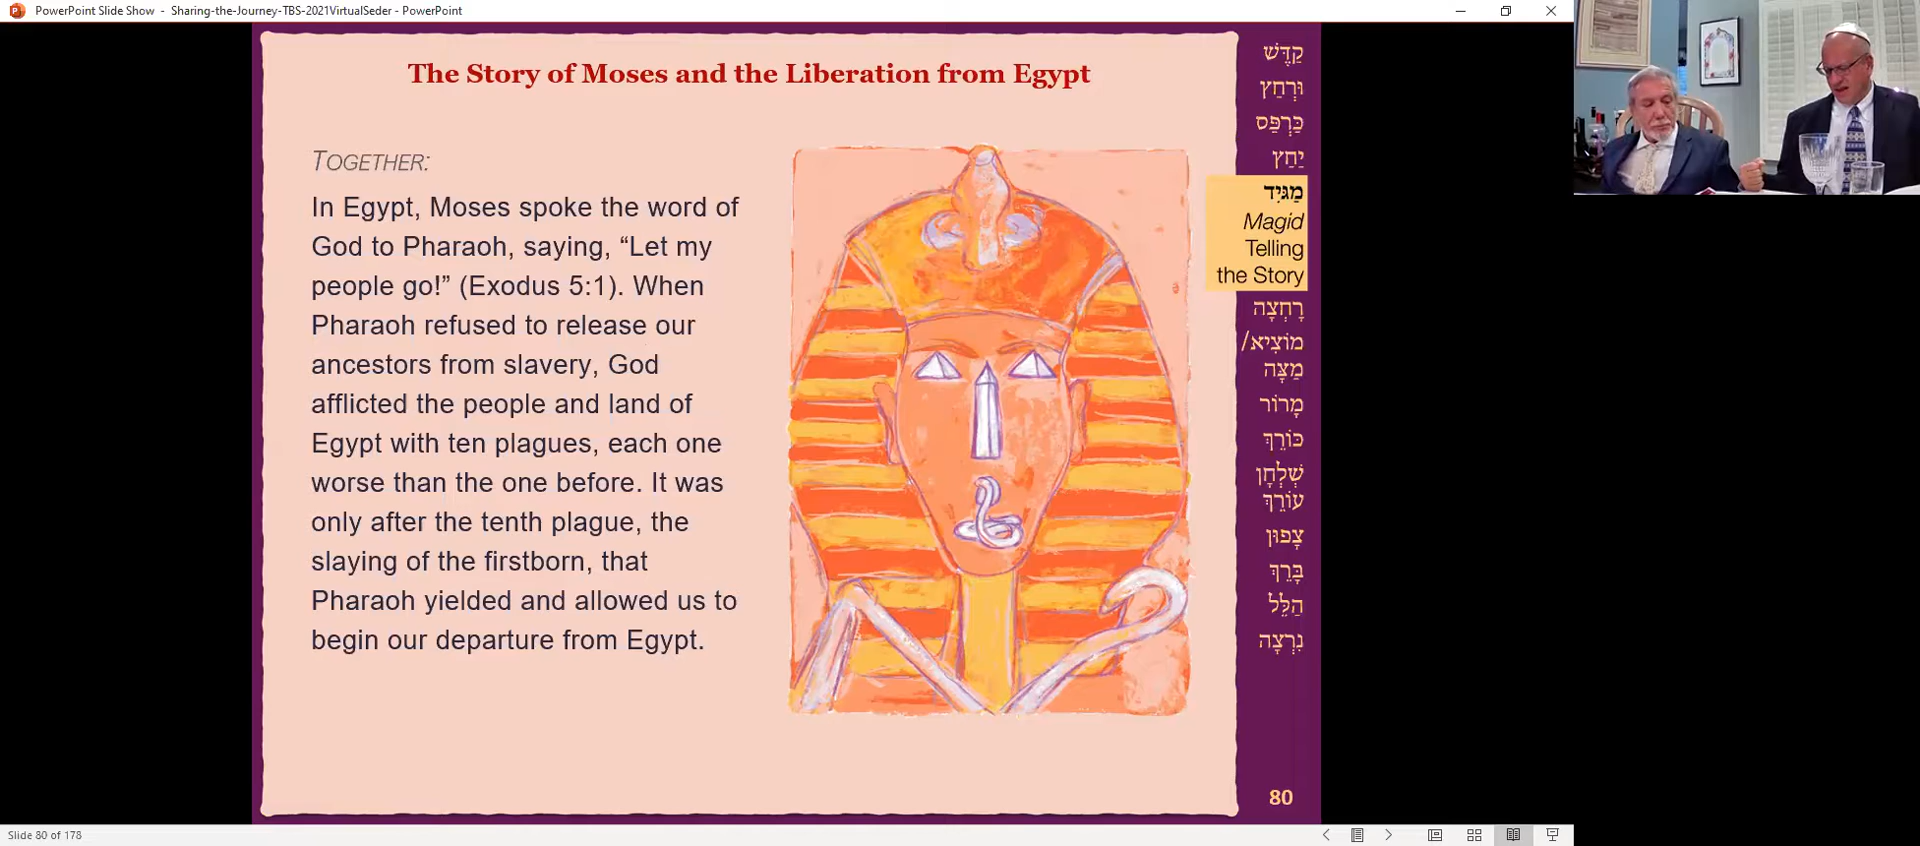 PowerPoint Slide Show - Sharing-the-Journey-TBS-2021VirtualSeder - PowerPoint
The Story of Moses and the Liberation from Egypt
TOGETHER:
In Egypt, Moses spoke the word of
God to Pharaoh, saying, “Let my
people go!” (Exodus 5:1). When
Pharaoh refused to release our
ancestors from slavery, God
afflicted the people and land of
Egypt with ten plagues, each one
worse than the one before. It was
only after the tenth plague, the
slaying of the firstborn, that
Pharaoh yielded and allowed us to
begin our departure from Egypt.
קַדֶּשׁ
וּרְחַץ
כַּרְפַּס
יַחַץ
מַגִּיד
Magid
Telling
the Story
רָחְצָה
מוֹצִיא/
מַצָּה
מָרוֹר
כּוֹרֵךְ
שֻׁלְחָן
עוֹרֵךְ
צָפוּן
בָּרֵךְ
הַלֵּל
נִרְצָה
80
Slide 80 of 178